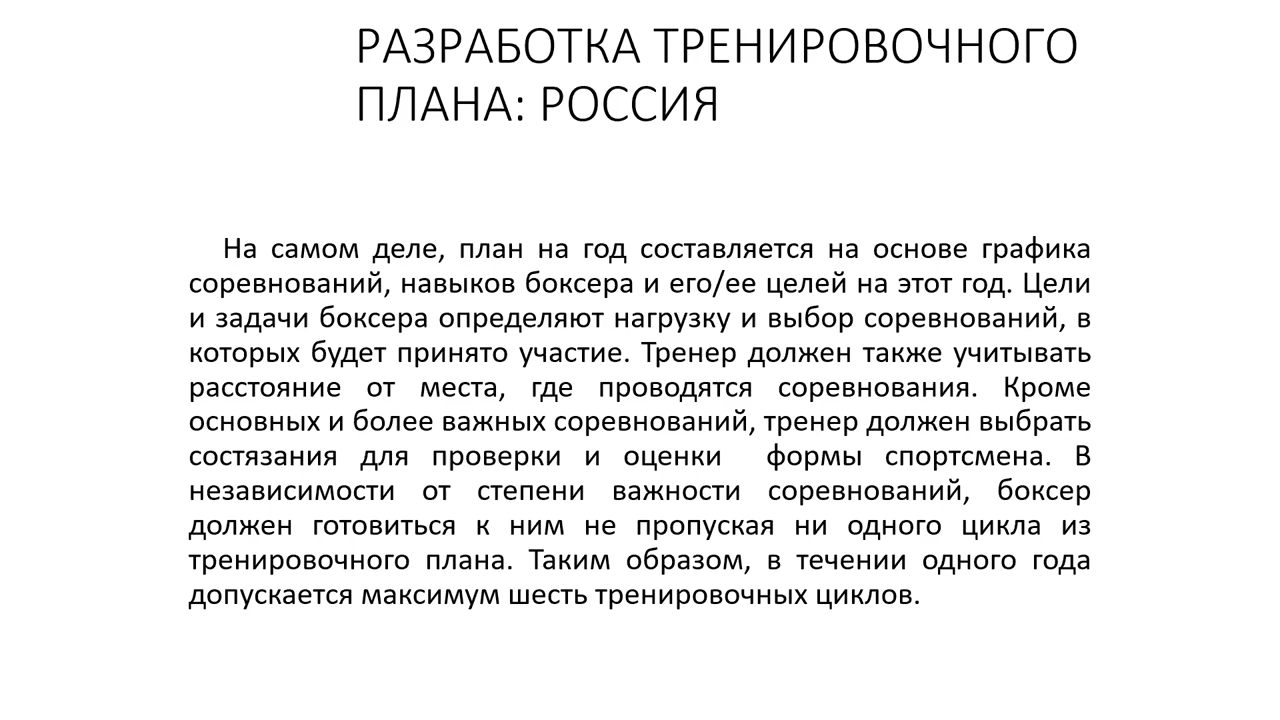 РАЗРАБОТКА ТРЕНИРОВОЧНОГО
ПЛАНА: РОССИЯ
На самом деле, план на год составляется на основе графика
соревнований, навыков боксера и его/ее целей на этот год. Цели
и задачи боксера определяют нагрузку и выбор соревнований, в
которых будет принято участие. Тренер должен также учитывать
расстояние от места, где проводятся соревнования. Кроме
основных и более важных соревнований, тренер должен выбрать
состязания для проверки и оценки формы спортсмена. В
независимости от степени важности соревнований, боксер
должен готовиться к ним не пропуская ни одного цикла из
тренировочного плана. Таким образом, в течении одного года
допускается максимум шесть тренировочных циклов.